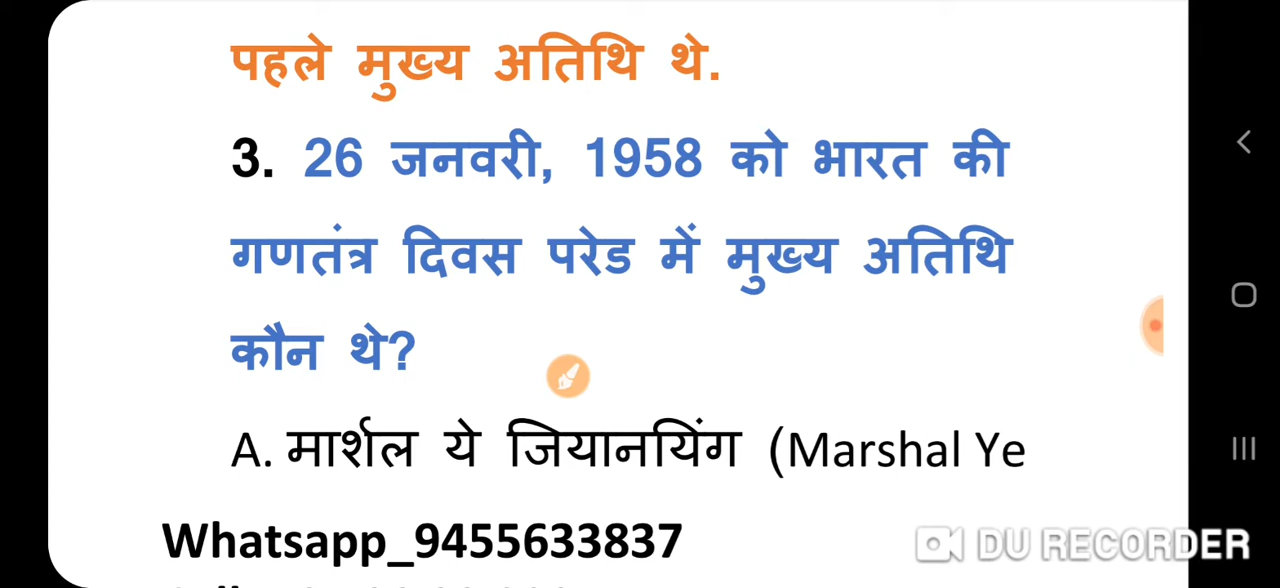 पहले मुख्य अतिथि थे.
3. 26 जनवरी, 1958 को भारत की
गणतंत्र दिवस परेड में मुख्य अतिथि
कौन थे?
A. मार्शल ये जियानयिंग (Marshal Ye
Whatsapp_9455633837
DU RECORDER